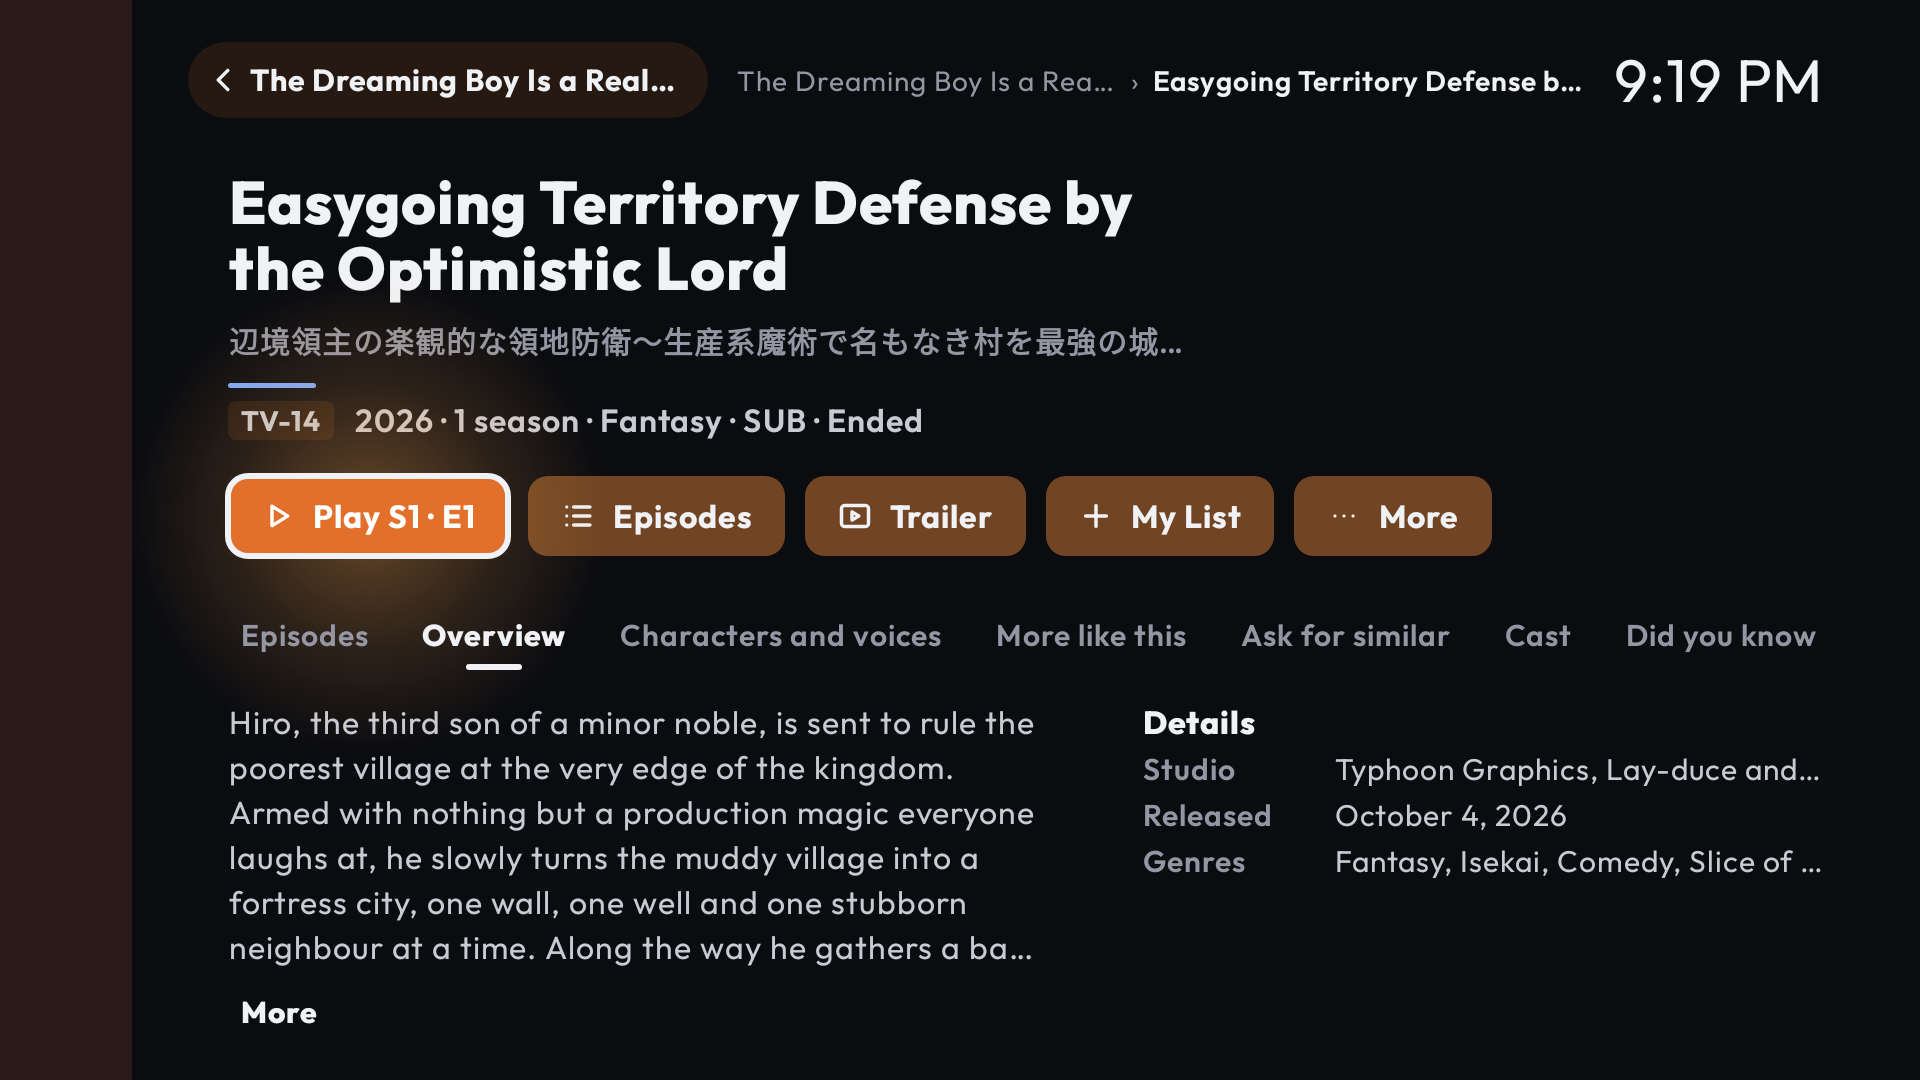 The Dreaming Boy Is a Real...
The Dreaming Boy Is a Rea... › Easygoing Territory Defense b...
9:19 PM
Easygoing Territory Defense by
the Optimistic Lord
辺境領主の楽観的な領地防衛～生産系魔術で名もなき村を最強の城...
TV-14 2026 · 1 season · Fantasy · SUB · Ended
Play S1 · E1
Episodes
Trailer
My List
More
Episodes
Overview
Characters and voices
More like this
Ask for similar
Cast
Did you know
Hiro, the third son of a minor noble, is sent to rule the
poorest village at the very edge of the kingdom.
Armed with nothing but a production magic everyone
laughs at, he slowly turns the muddy village into a
fortress city, one wall, one well and one stubborn
neighbour at a time. Along the way he gathers a ba...
More
Details
Studio Typhoon Graphics, Lay-duce and...
Released October 4, 2026
Genres Fantasy, Isekai, Comedy, Slice of ...